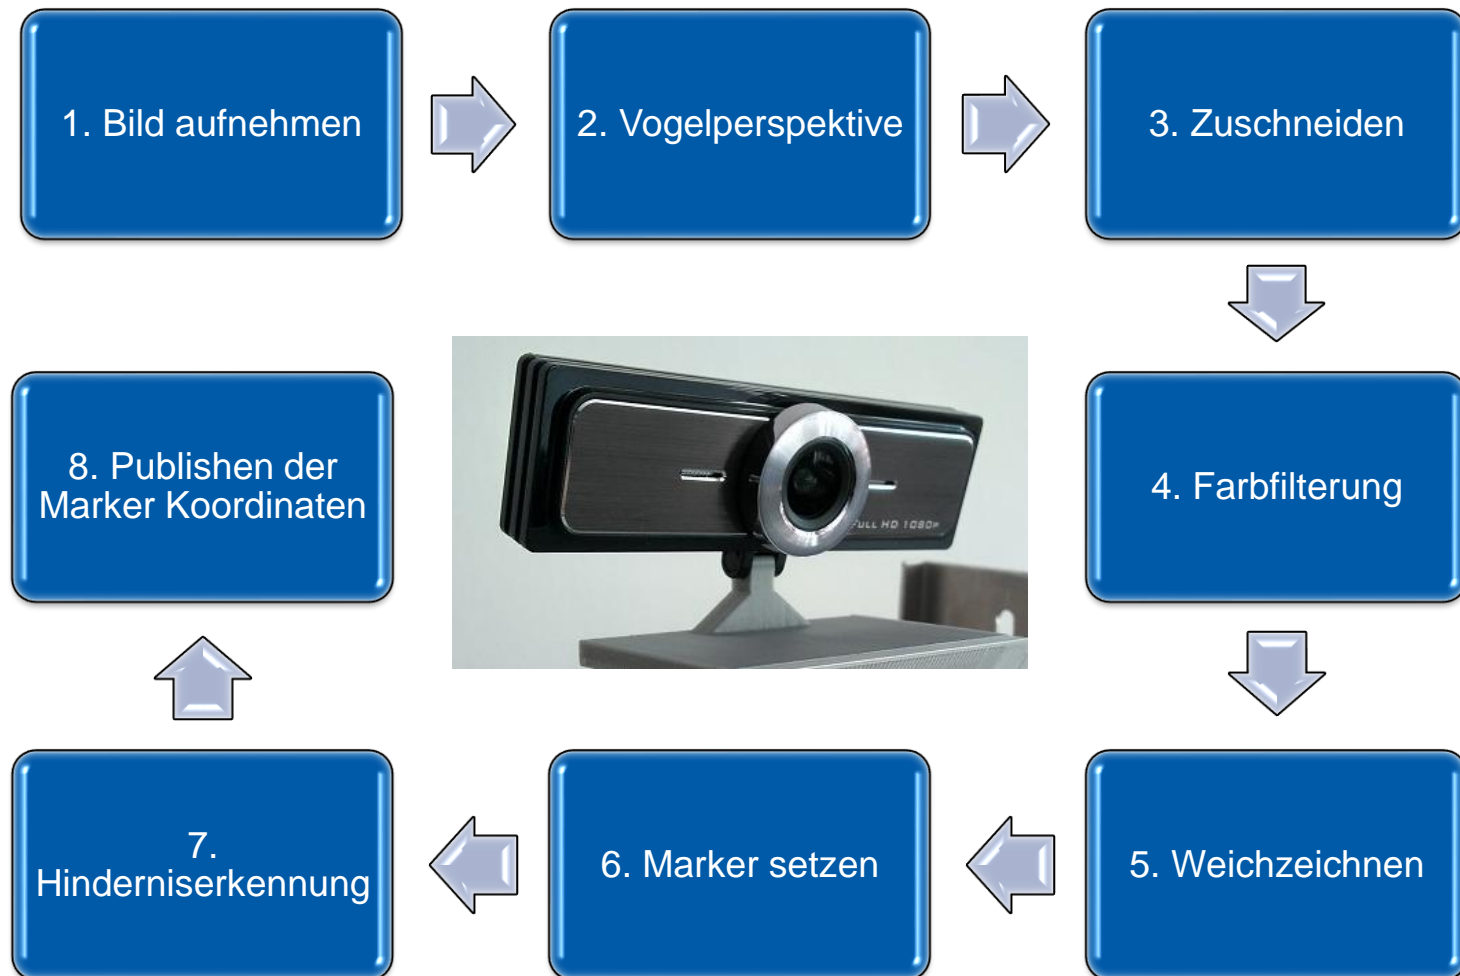 1. Bild aufnehmen
2. Vogelperspektive
3. Zuschneiden
4. Farbfilterung
5. Weichzeichnen
6. Marker setzen
7.
Hinderniserkennung
8. Publishen der
Marker Koordinaten
FULL HD 1080P